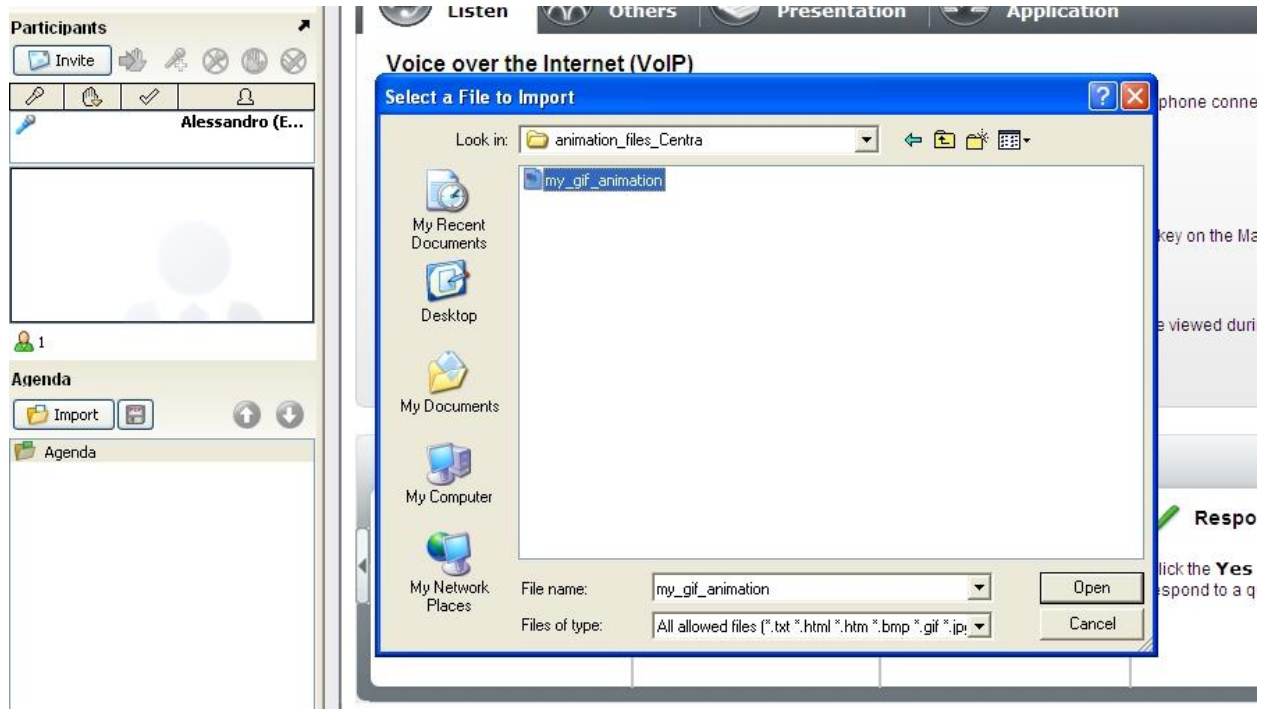 Participants
Invite
Alessandro (E...
1
Agenda
Import
Agenda
Listen
Others
Presentation
Application
Voice over the Internet (VoIP)
phone conne
key on the Ma
e viewed duri
Respo
lick the Yes
spond to a q
Select a File to Import
Look in:
animation_files_Centra
my_gif_animation
My Recent
Documents
Desktop
My Documents
My Computer
My Network
Places
File name:
my_gif_animation
Open
Files of type:
All allowed files (*.txt *.html *.htm *.bmp *.gif *.jp
Cancel